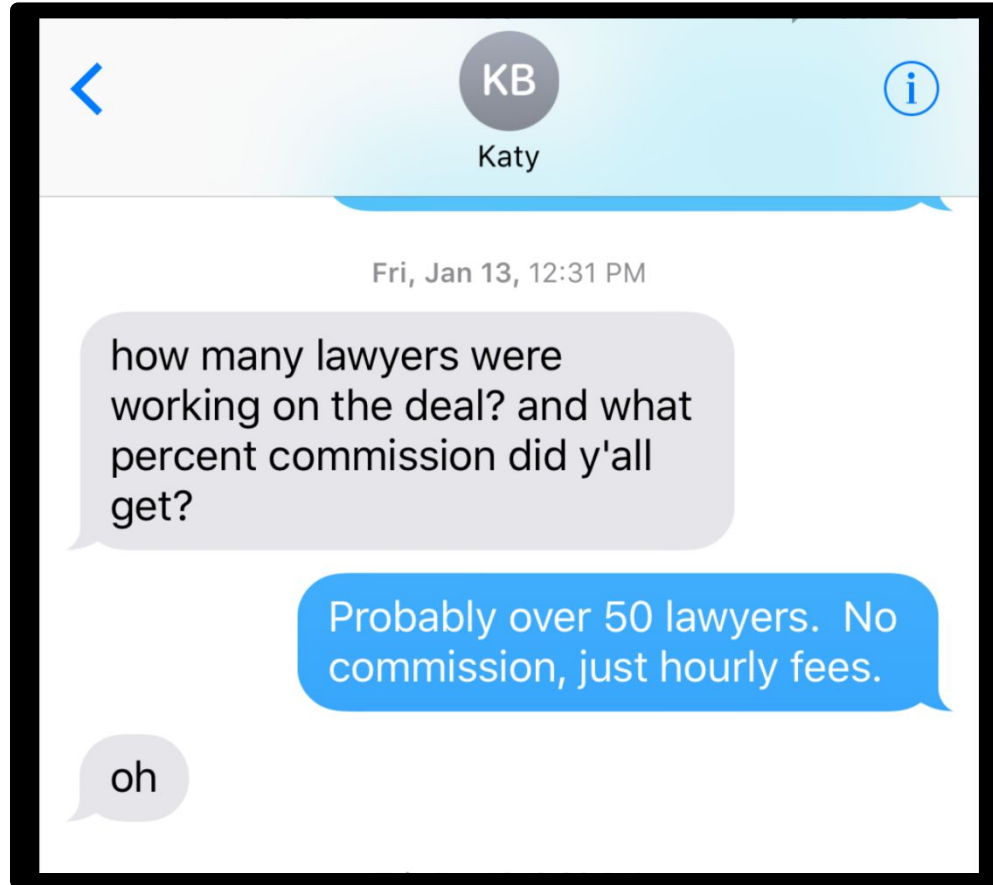 KB
i
Katy
Fri, Jan 13, 12:31 PM
how many lawyers were
working on the deal? and what
percent commission did y'all
get?
Probably over 50 lawyers.  No
commission, just hourly fees.
oh